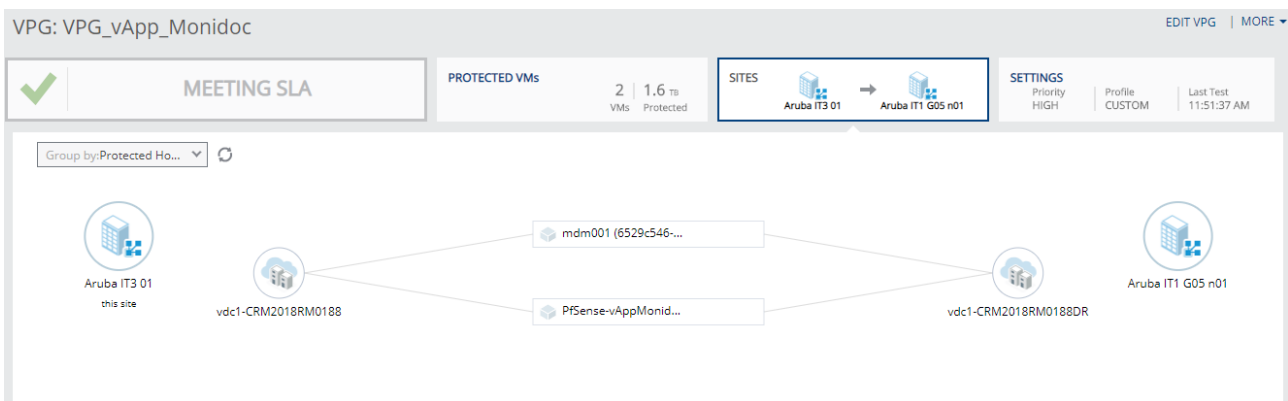 VPG: VPG_vApp_Monidoc
EDIT VPG | MORE
MEETING SLA
PROTECTED VMs
2 | 1.6 TB
VMs Protected
SITES
Aruba IT3 01
Aruba IT1 G05 n01
SETTINGS
Priority Profile Last Test
HIGH CUSTOM 11:51:37 AM
Group by:Protected Ho...
mdm001 (6529c546-...
Aruba IT3 01
this site
vdc1-CRM2018RM0188
PfSense-vAppMonid...
vdc1-CRM2018RM0188DR
Aruba IT1 G05 n01